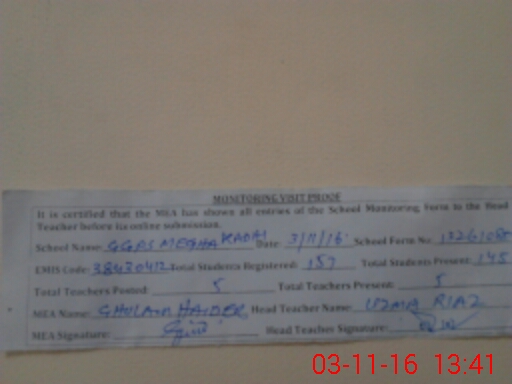 MONITORING VISIT PROOF
It is certified that the MEA has shown all entries of the School Monitoring Form to the Head
Teacher before its online submission.
School Name: GGPS MEGHA KADAI Date: 3/11/16 School Form No:
EMIS Code: 38430412 Total Students Registered: 157 Total Students Present: 145
Total Teachers Posted: 5 Total Teachers Present: 5
MEA Name: GHULAM HAIDER Head Teacher Name: UZMA RIAZ
MEA Signature: Head Teacher Signature:
03-11-16 13:41